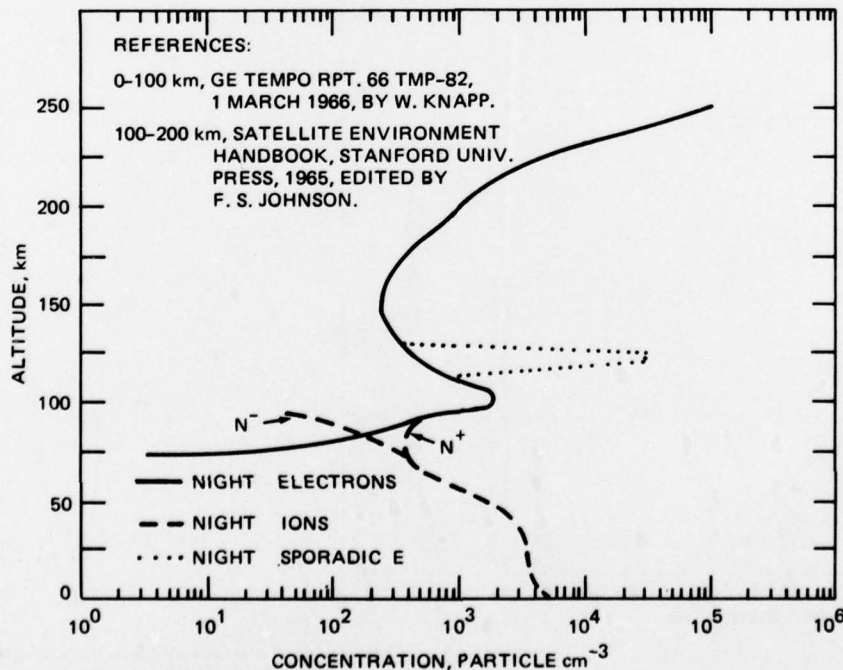 REFERENCES:
0-100 km, GE TEMPO RPT. 66 TMP-82,
1 MARCH 1966, BY W. KNAPP.
100-200 km, SATELLITE ENVIRONMENT
HANDBOOK, STANFORD UNIV.
PRESS, 1965, EDITED BY
F. S. JOHNSON.
250
200
150
100
50
0
ALTITUDE, km
N⁻
N⁺
NIGHT ELECTRONS
NIGHT IONS
NIGHT SPORADIC E
10⁰ 10¹ 10² 10³ 10⁴ 10⁵ 10⁶
CONCENTRATION, PARTICLE cm⁻³